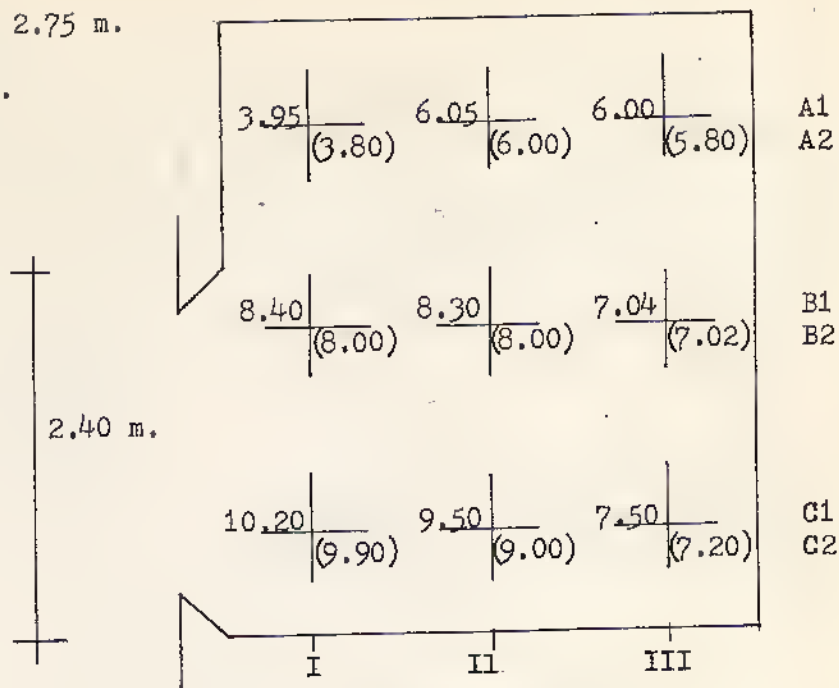 2.75 m.
3.95 6.05 6.00 A1
(3.80) (6.00) (5.80) A2
8.40 8.30 7.04 B1
(8.00) (8.00) (7.02) B2
2.40 m.
10.20 9.50 7.50 C1
(9.90) (9.00) (7.20) C2
I II III